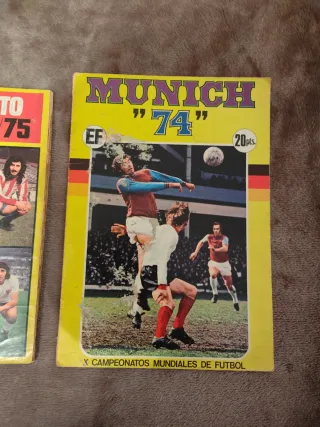 TO
/75
MUNICH
"74"
EF
20 pts.
X CAMPEONATOS MUNDIALES DE FUTBOL